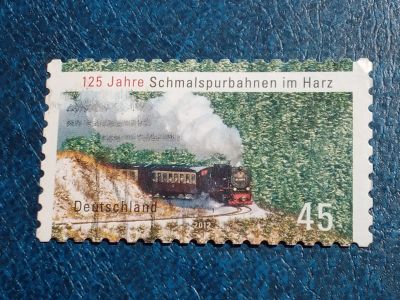 125 Jahre Schmalspurbahnen im Harz
Deutschland
45